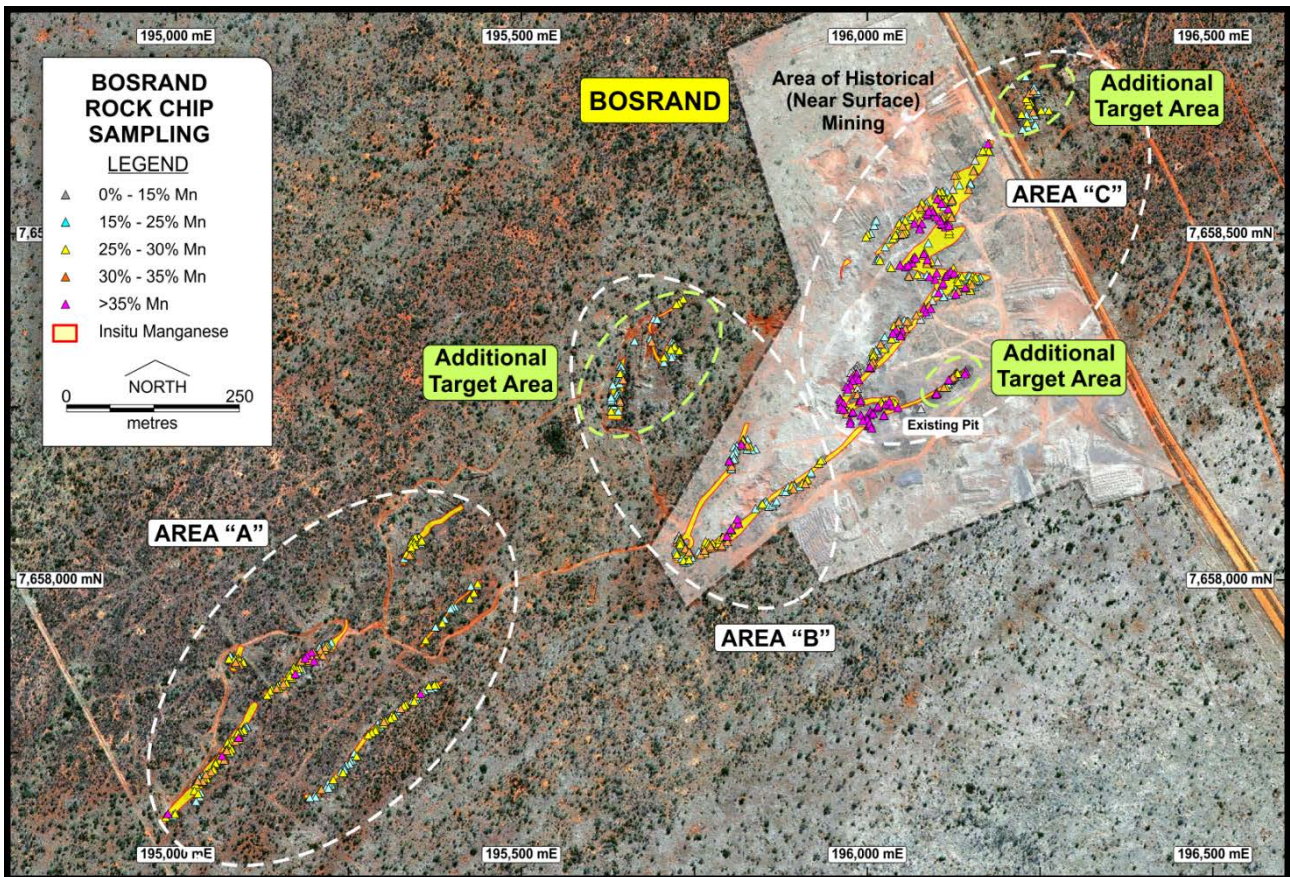 195,000 mE
195,500 mE
196,000 mE
196,500 mE
BOSRAND
ROCK CHIP
SAMPLING
LEGEND
0% - 15% Mn
15% - 25% Mn
25% - 30% Mn
30% - 35% Mn
>35% Mn
Insitu Manganese
NORTH
0
250
metres
BOSRAND
Area of Historical
(Near Surface)
Mining
Additional
Target Area
AREA “C”
7,658,500 mN
Additional
Target Area
Additional
Target Area
Existing Pit
AREA “A”
7,658,000 mN
7,658,000 mN
AREA “B”
195,000 mE
195,500 mE
196,000 mE
196,500 mE